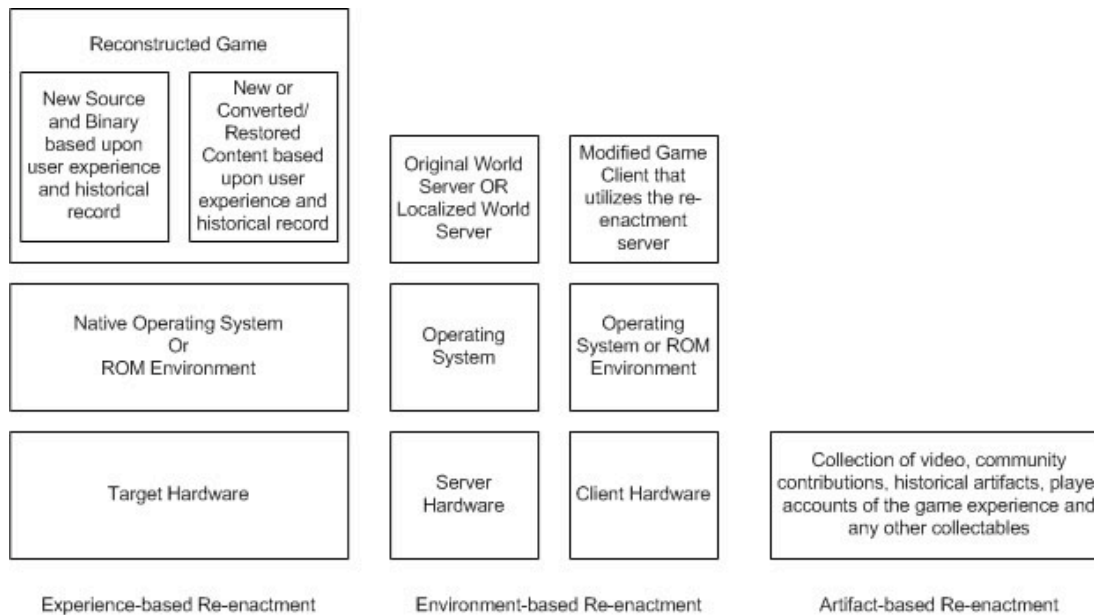 Reconstructed Game
New Source
and Binary
based upon
user experience
and historical
record
New or
Converted/
Restored
Content based
upon user
experience and
historical record
Original World
Server OR
Localized World
Server
Modified Game
Client that
utilizes the re-
enactment
server
Native Operating System
Or
ROM Environment
Operating
System
Operating
System or ROM
Environment
Target Hardware
Server
Hardware
Client Hardware
Collection of video, community
contributions, historical artifacts, playe
accounts of the game experience and
any other collectables
Experience-based Re-enactment
Environment-based Re-enactment
Artifact-based Re-enactment